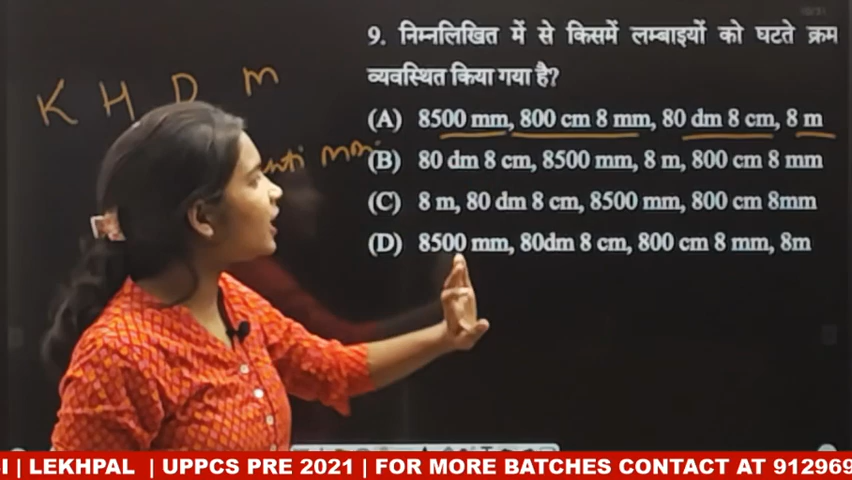 9. निम्नलिखित में से किसमें लम्बाइयों को घटते क्रम
व्यवस्थित किया गया है?
K H D m
(A) 8500 mm, 800 cm 8 mm, 80 dm 8 cm, 8 m
(B) 80 dm 8 cm, 8500 mm, 8 m, 800 cm 8 mm
(C) 8 m, 80 dm 8 cm, 8500 mm, 800 cm 8mm
(D) 8500 mm, 80dm 8 cm, 800 cm 8 mm, 8m
| LEKHPAL | UPPCS PRE 2021 | FOR MORE BATCHES CONTACT AT 912969